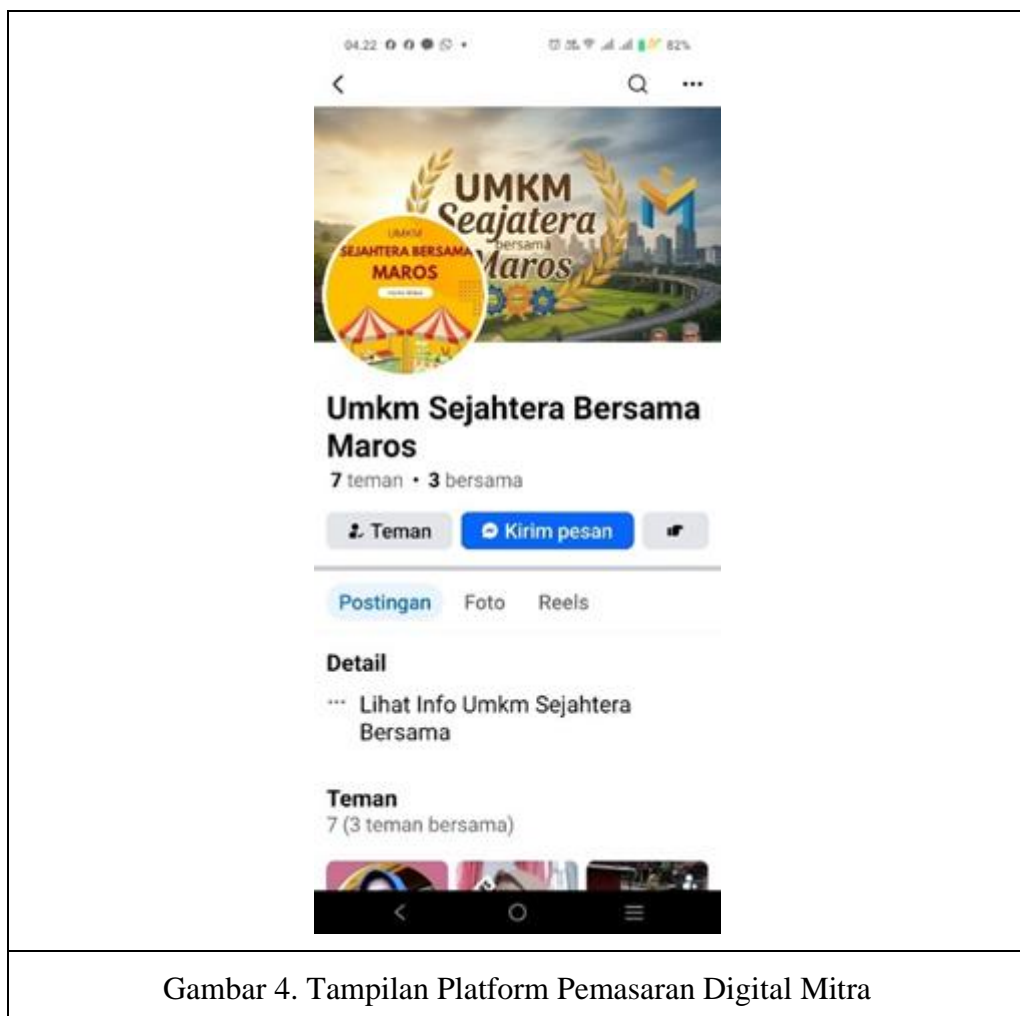 04.22
82%
UMKM
Seajatera
bersama
Maros
UMKM
SEJAHTERA BERSAMA
MAROS
Umkm Sejahtera Bersama
Maros
7 teman • 3 bersama
Teman
Kirim pesan
Postingan Foto Reels
Detail
··· Lihat Info Umkm Sejahtera
Bersama
Teman
7 (3 teman bersama)
Gambar 4. Tampilan Platform Pemasaran Digital Mitra